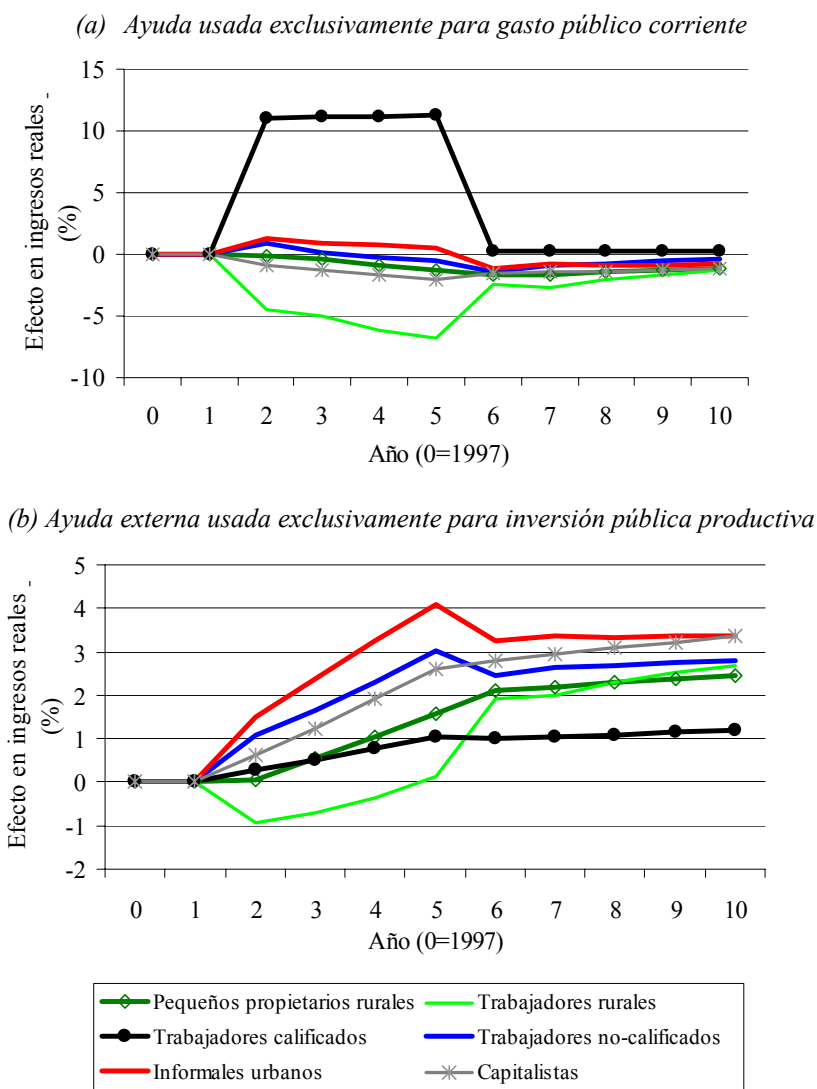 (a) Ayuda usada exclusivamente para gasto público corriente
Efecto en ingresos reales
(%)
15
10
5
0
-5
-10
0 1 2 3 4 5 6 7 8 9 10
Año (0=1997)
(b) Ayuda externa usada exclusivamente para inversión pública productiva
Efecto en ingresos reales
(%)
5
4
3
2
1
0
-1
-2
0 1 2 3 4 5 6 7 8 9 10
Año (0=1997)
Pequeños propietarios rurales Trabajadores rurales
Trabajadores calificados Trabajadores no-calificados
Informales urbanos Capitalistas